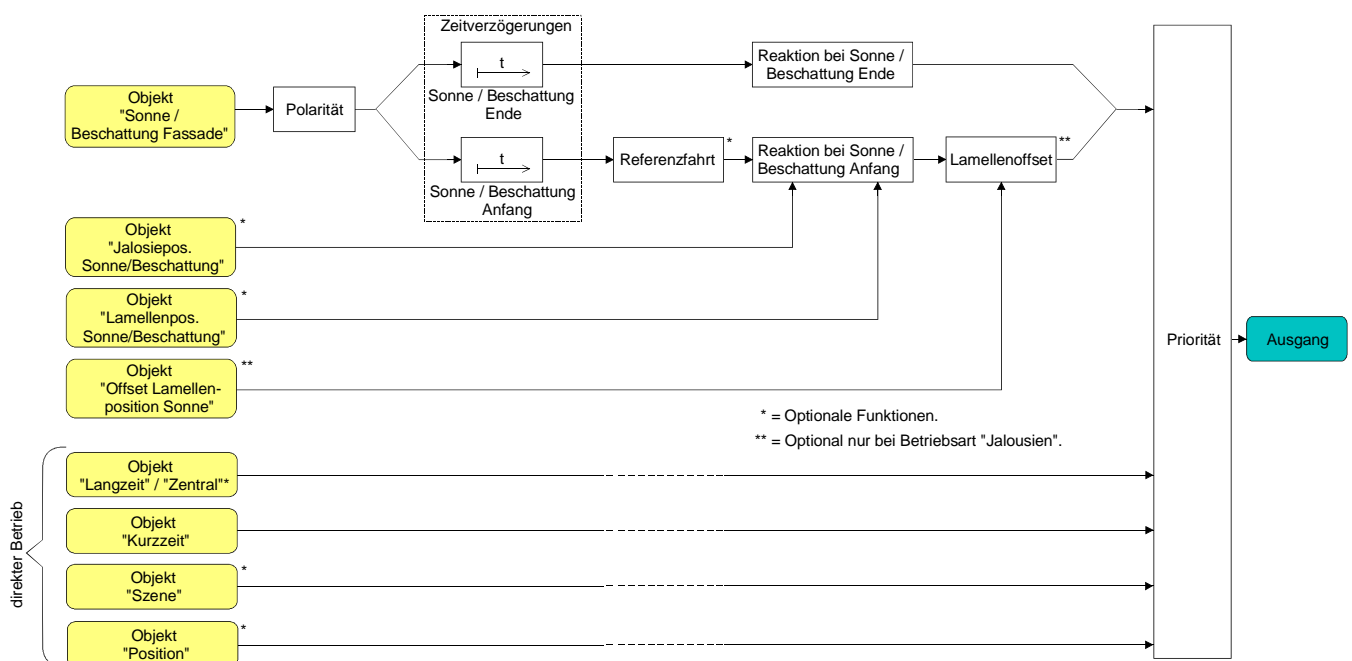 Zeitverzögerungen
t
Sonne / Beschattung
Ende
Reaktion bei Sonne /
Beschattung Ende
Objekt
"Sonne /
Beschattung Fassade"
Polarität
t
Sonne / Beschattung
Anfang
Referenzfahrt
*
Reaktion bei Sonne /
Beschattung Anfang
Lamellenoffset
**
Objekt
"Jalosiepos.
Sonne/Beschattung"
*
Objekt
"Lamellenpos.
Sonne/Beschattung"
*
Objekt
"Offset Lamellen-
position Sonne"
**
Priorität
Ausgang
* = Optionale Funktionen.
** = Optional nur bei Betriebsart "Jalousien".
direkter Betrieb
Objekt
"Langzeit" / "Zentral"*
Objekt
"Kurzzeit"
Objekt
"Szene"
*
Objekt
"Position"
*